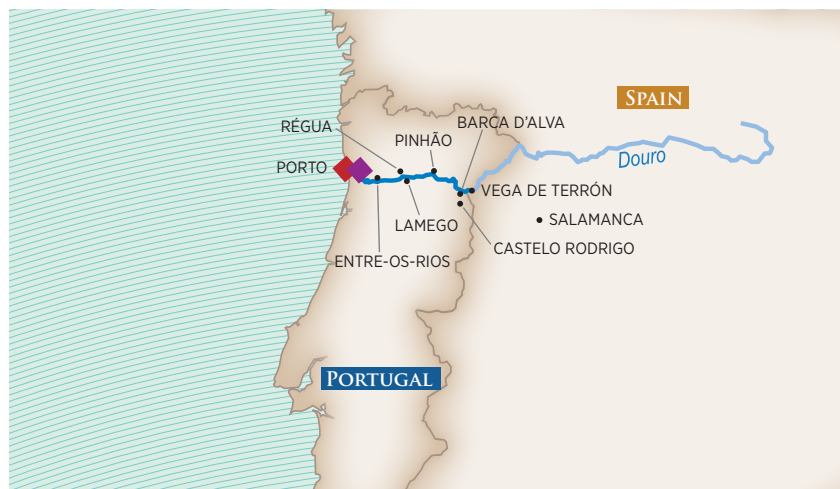 SPAIN
BARCA D'ALVA
RÉGUA
PINHÃO
Douro
PORTO
VEGA DE TERRÓN
LAMEGO
SALAMANCA
CASTELO RODRIGO
ENTRE-OS-RIOS
PORTUGAL